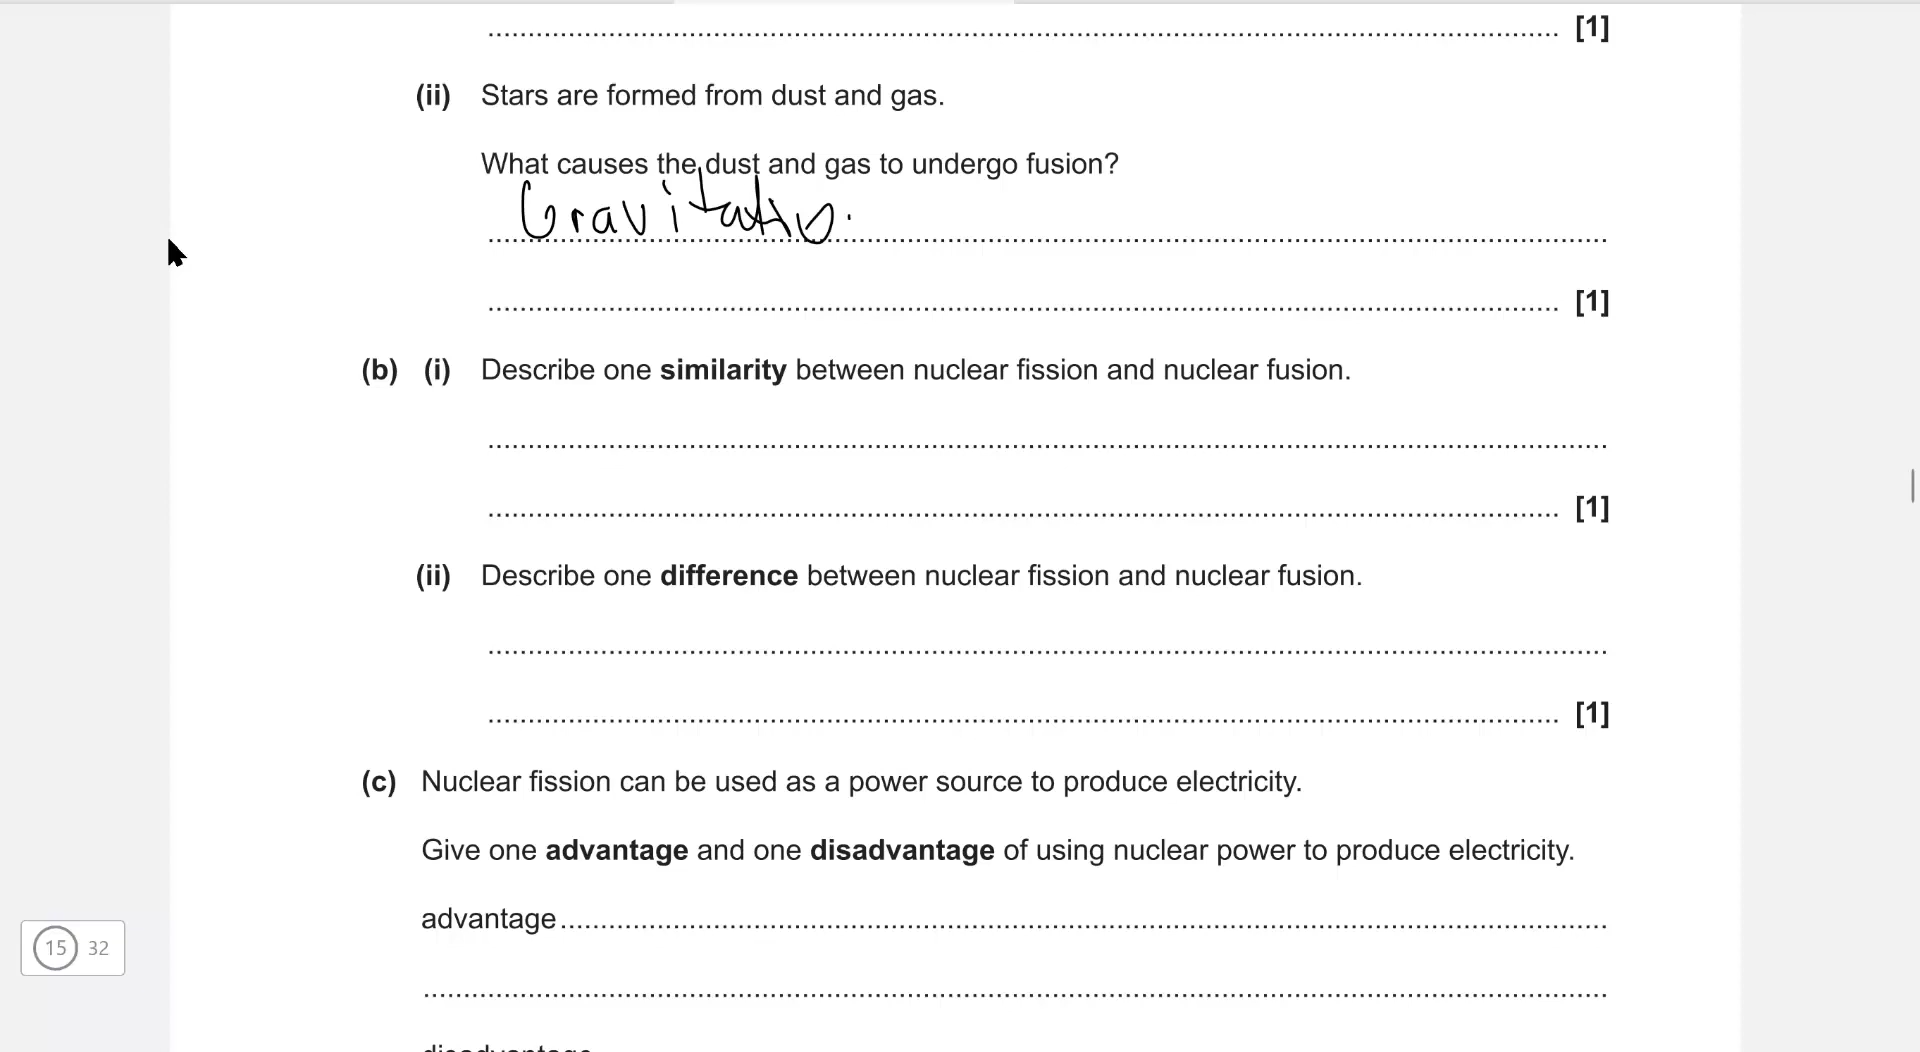 [1]
(ii) Stars are formed from dust and gas.
What causes the dust and gas to undergo fusion?
[1]
(b) (i) Describe one similarity between nuclear fission and nuclear fusion.
[1]
(ii) Describe one difference between nuclear fission and nuclear fusion.
[1]
(c) Nuclear fission can be used as a power source to produce electricity.
Give one advantage and one disadvantage of using nuclear power to produce electricity.
advantage
15 32